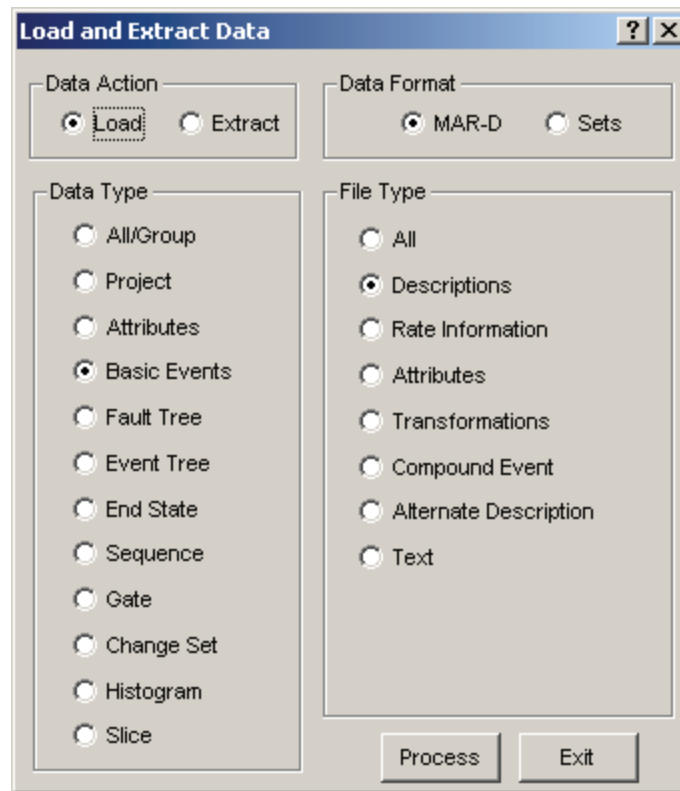 Load and Extract Data
? X
Data Action
Load
Extract
Data Format
MAR-D
Sets
Data Type
All/Group
Project
Attributes
Basic Events
Fault Tree
Event Tree
End State
Sequence
Gate
Change Set
Histogram
Slice
File Type
All
Descriptions
Rate Information
Attributes
Transformations
Compound Event
Alternate Description
Text
Process
Exit